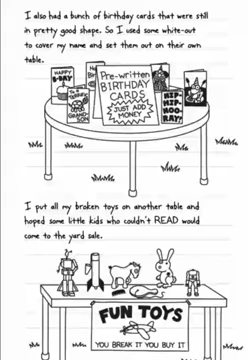 I also had a bunch of birthday cards that were still
in pretty good shape. So I used some white-out
to cover my name and set them out on their own
table.
HAPPY
B-DAY
Pre-written
BIRTHDAY
CARDS
JUST ADD
MONEY
HIP-
HIP-
HOO-
RAY!
I put all my broken toys on another table and
hoped some little kids who couldn't READ would
come to the yard sale.
FUN TOYS
YOU BREAK IT YOU BUY IT